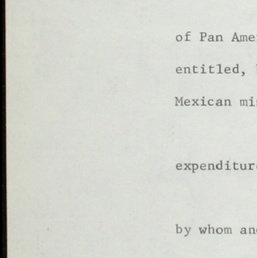 of Pan Ame
entitled,
Mexican mi
expenditur
by whom an